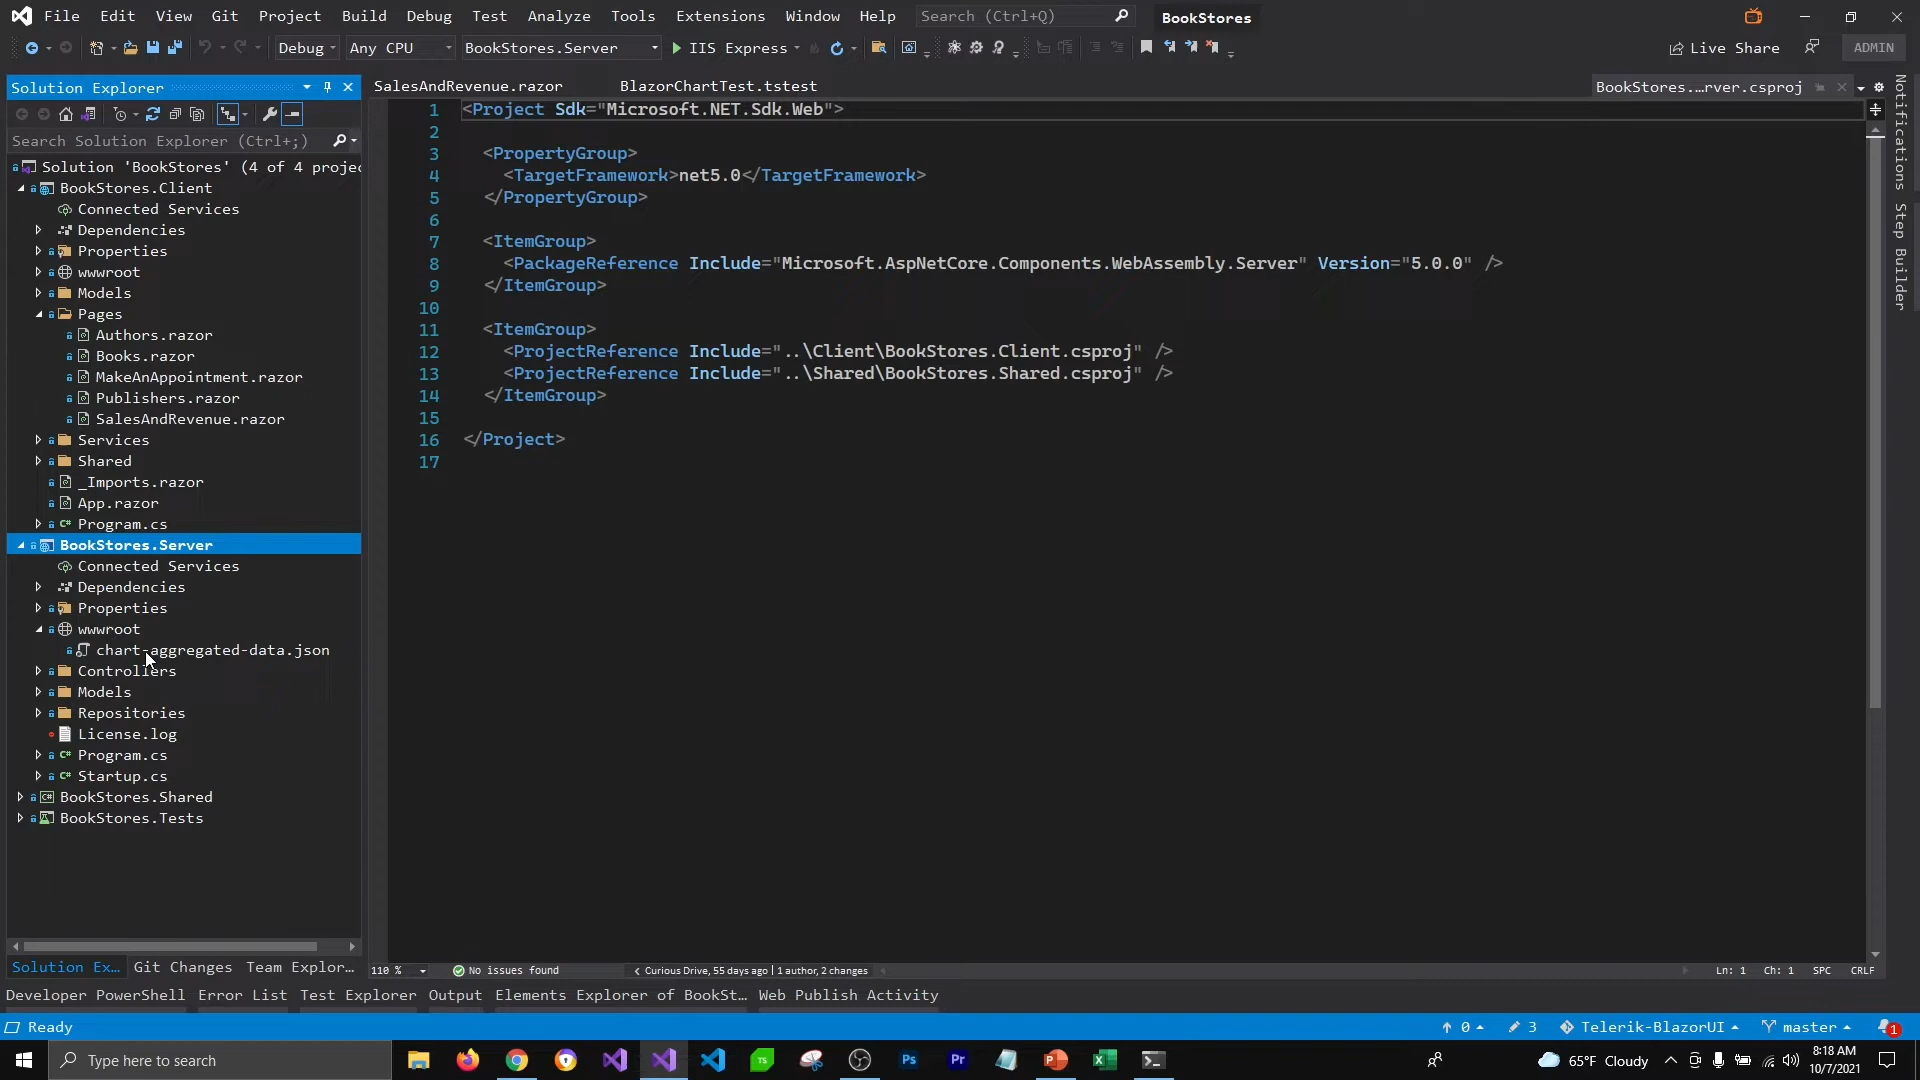 File Edit View Git Project Build Debug Test Analyze Tools Extensions Window Help Search (Ctrl+Q) BookStores
Debug Any CPU BookStores.Server IIS Express Live Share ADMIN
Solution Explorer
Search Solution Explorer (Ctrl+;)
Solution 'BookStores' (4 of 4 projec
BookStores.Client
Connected Services
Dependencies
Properties
wwwroot
Models
Pages
Authors.razor
Books.razor
MakeAnAppointment.razor
Publishers.razor
SalesAndRevenue.razor
Services
Shared
_Imports.razor
App.razor
Program.cs
BookStores.Server
Connected Services
Dependencies
Properties
wwwroot
chart-aggregated-data.json
Controllers
Models
Repositories
License.log
Program.cs
Startup.cs
BookStores.Shared
BookStores.Tests
Solution Ex... Git Changes Team Explor...
SalesAndRevenue.razor BlazorChartTest.tstest BookStores....rver.csproj
1 <Project Sdk="Microsoft.NET.Sdk.Web">
2
3 <PropertyGroup>
4 <TargetFramework>net5.0</TargetFramework>
5 </PropertyGroup>
6
7 <ItemGroup>
8 <PackageReference Include="Microsoft.AspNetCore.Components.WebAssembly.Server" Version="5.0.0" />
9 </ItemGroup>
10
11 <ItemGroup>
12 <ProjectReference Include="..\Client\BookStores.Client.csproj" />
13 <ProjectReference Include="..\Shared\BookStores.Shared.csproj" />
14 </ItemGroup>
15
16 </Project>
17
Notifications
Step Builder
110 % No issues found Curious Drive, 55 days ago | 1 author, 2 changes Ln: 1 Ch: 1 SPC CRLF
Developer PowerShell Error List Test Explorer Output Elements Explorer of BookSt... Web Publish Activity
Ready 0 3 Telerik-BlazorUI master 1
Type here to search TS Ps Pr 65°F Cloudy 8:18 AM
10/7/2021